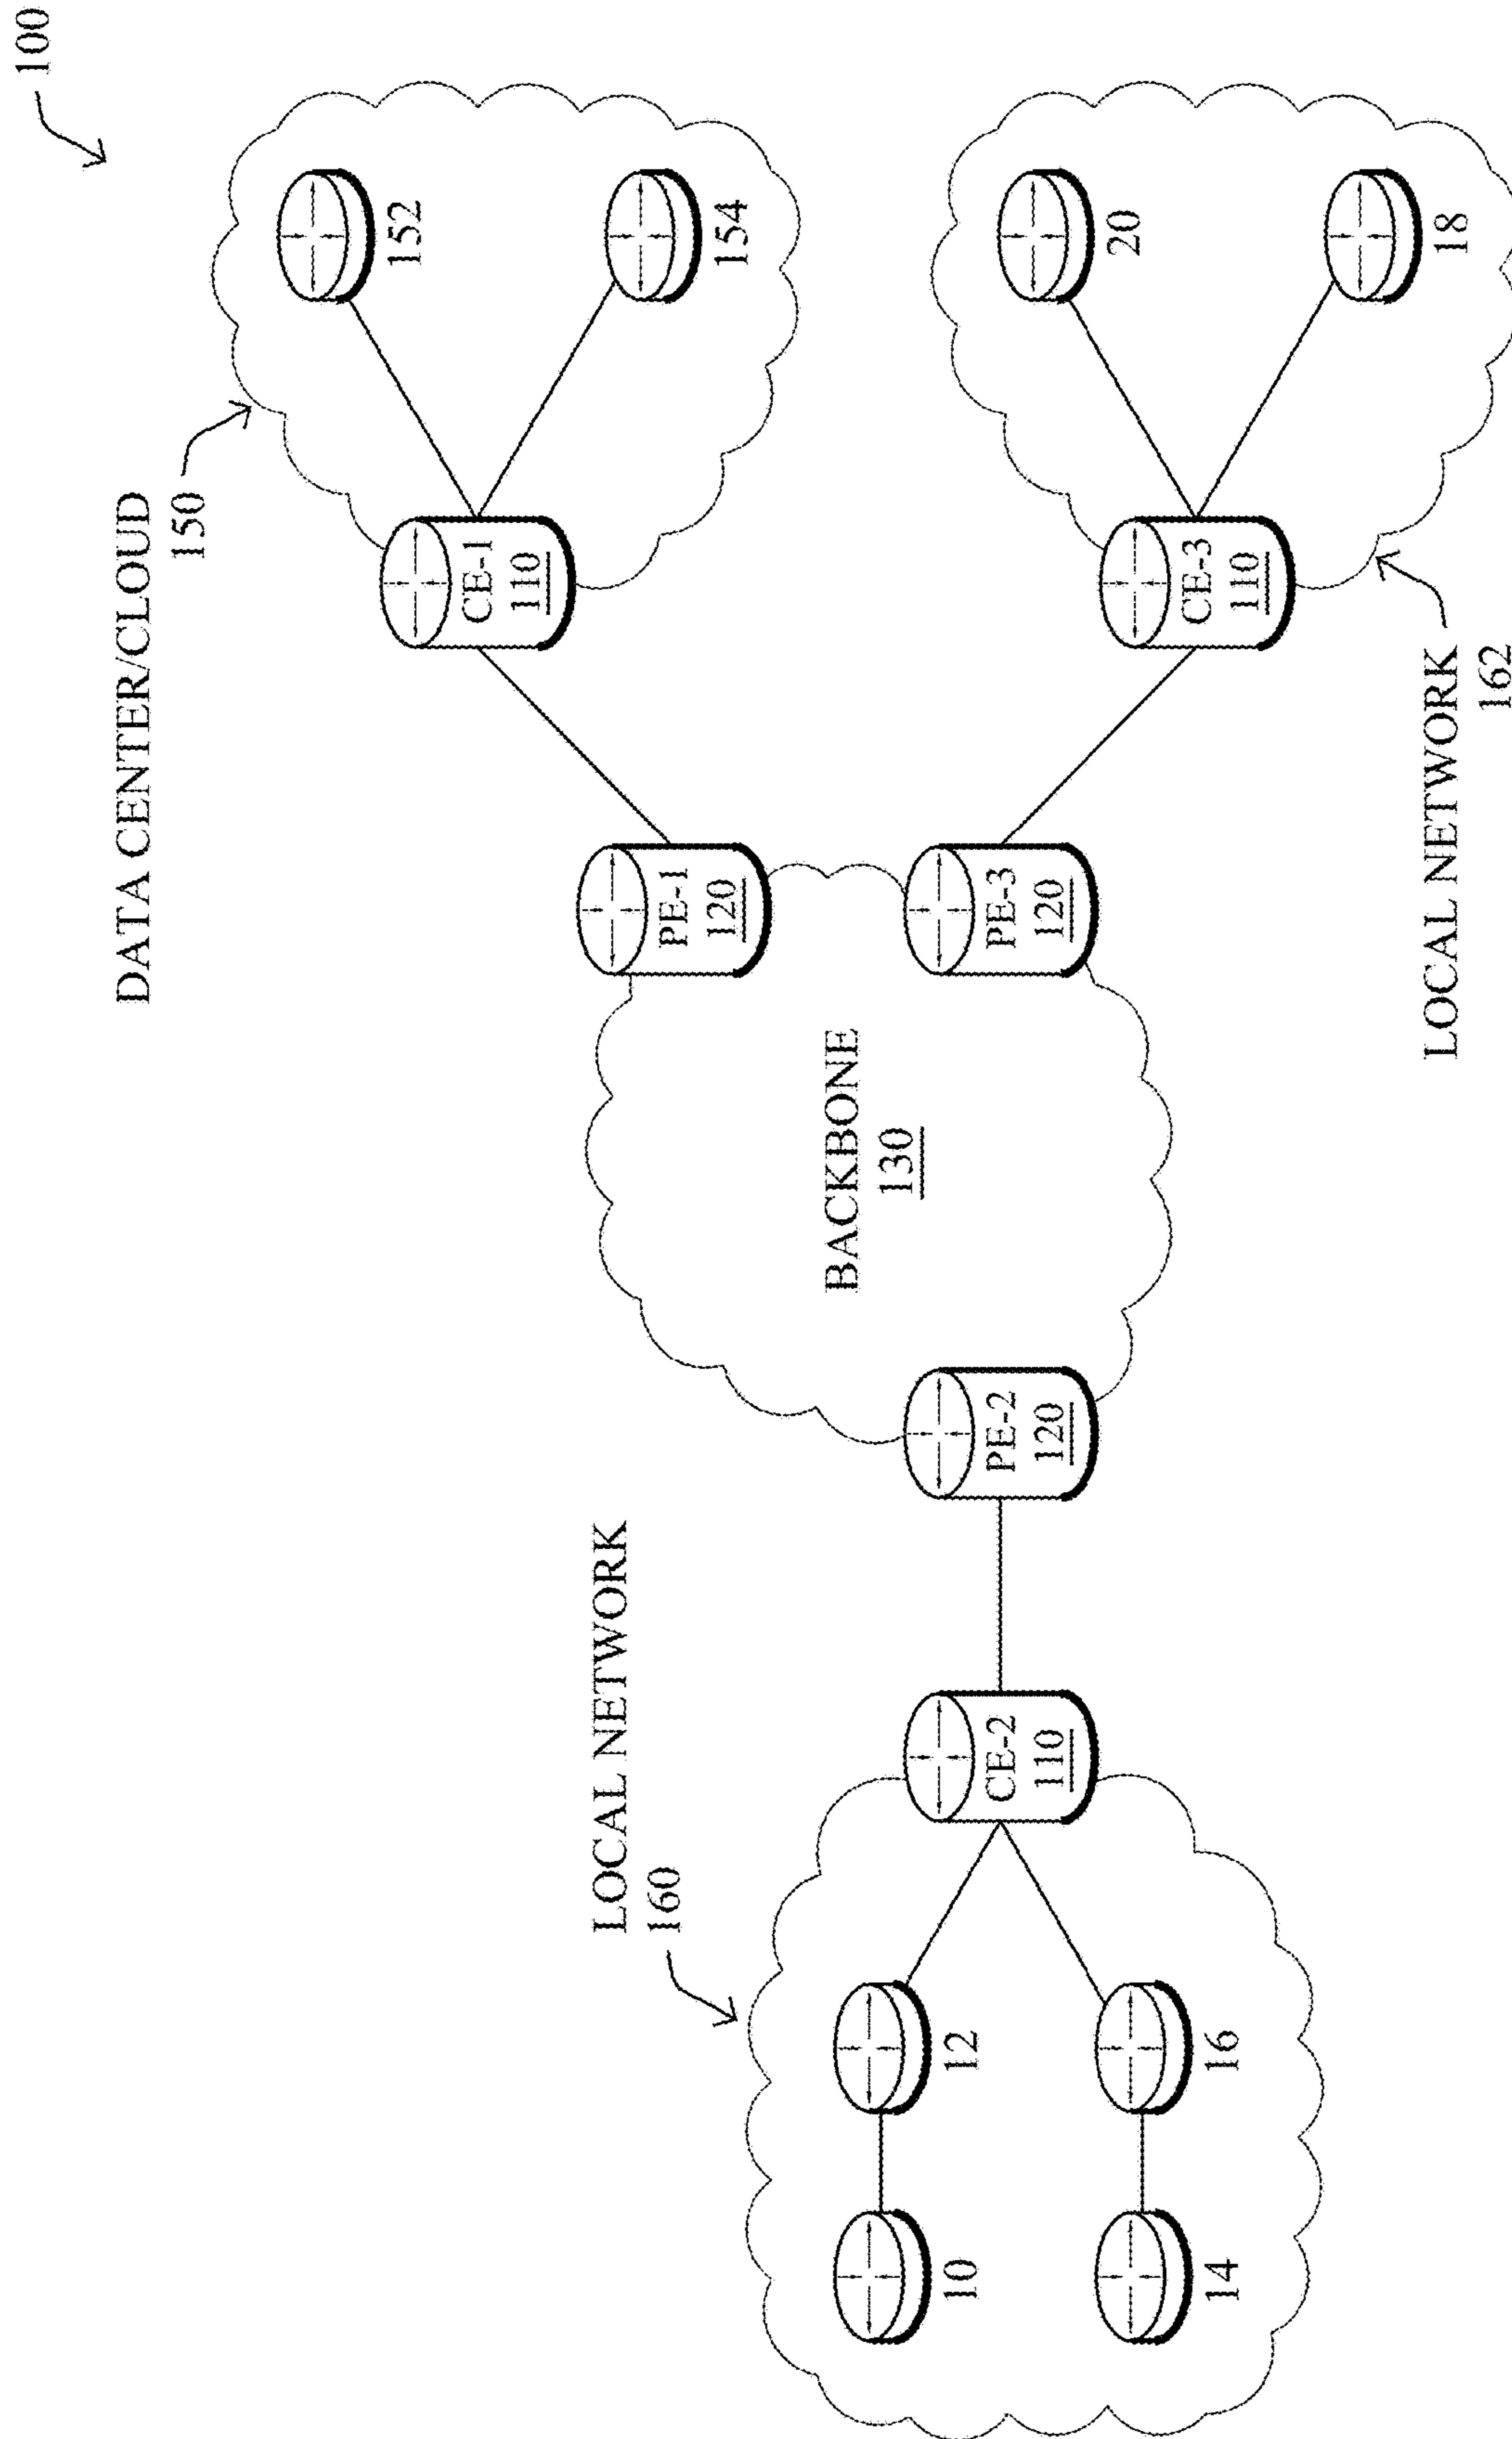 100
DATA CENTER/CLOUD
150
152
154
CE-1
110
PE-1
120
LOCAL NETWORK
160
BACKBONE
130
10
12
14
16
CE-2
110
PE-2
120
PE-3
120
CE-3
110
20
18
LOCAL NETWORK
162